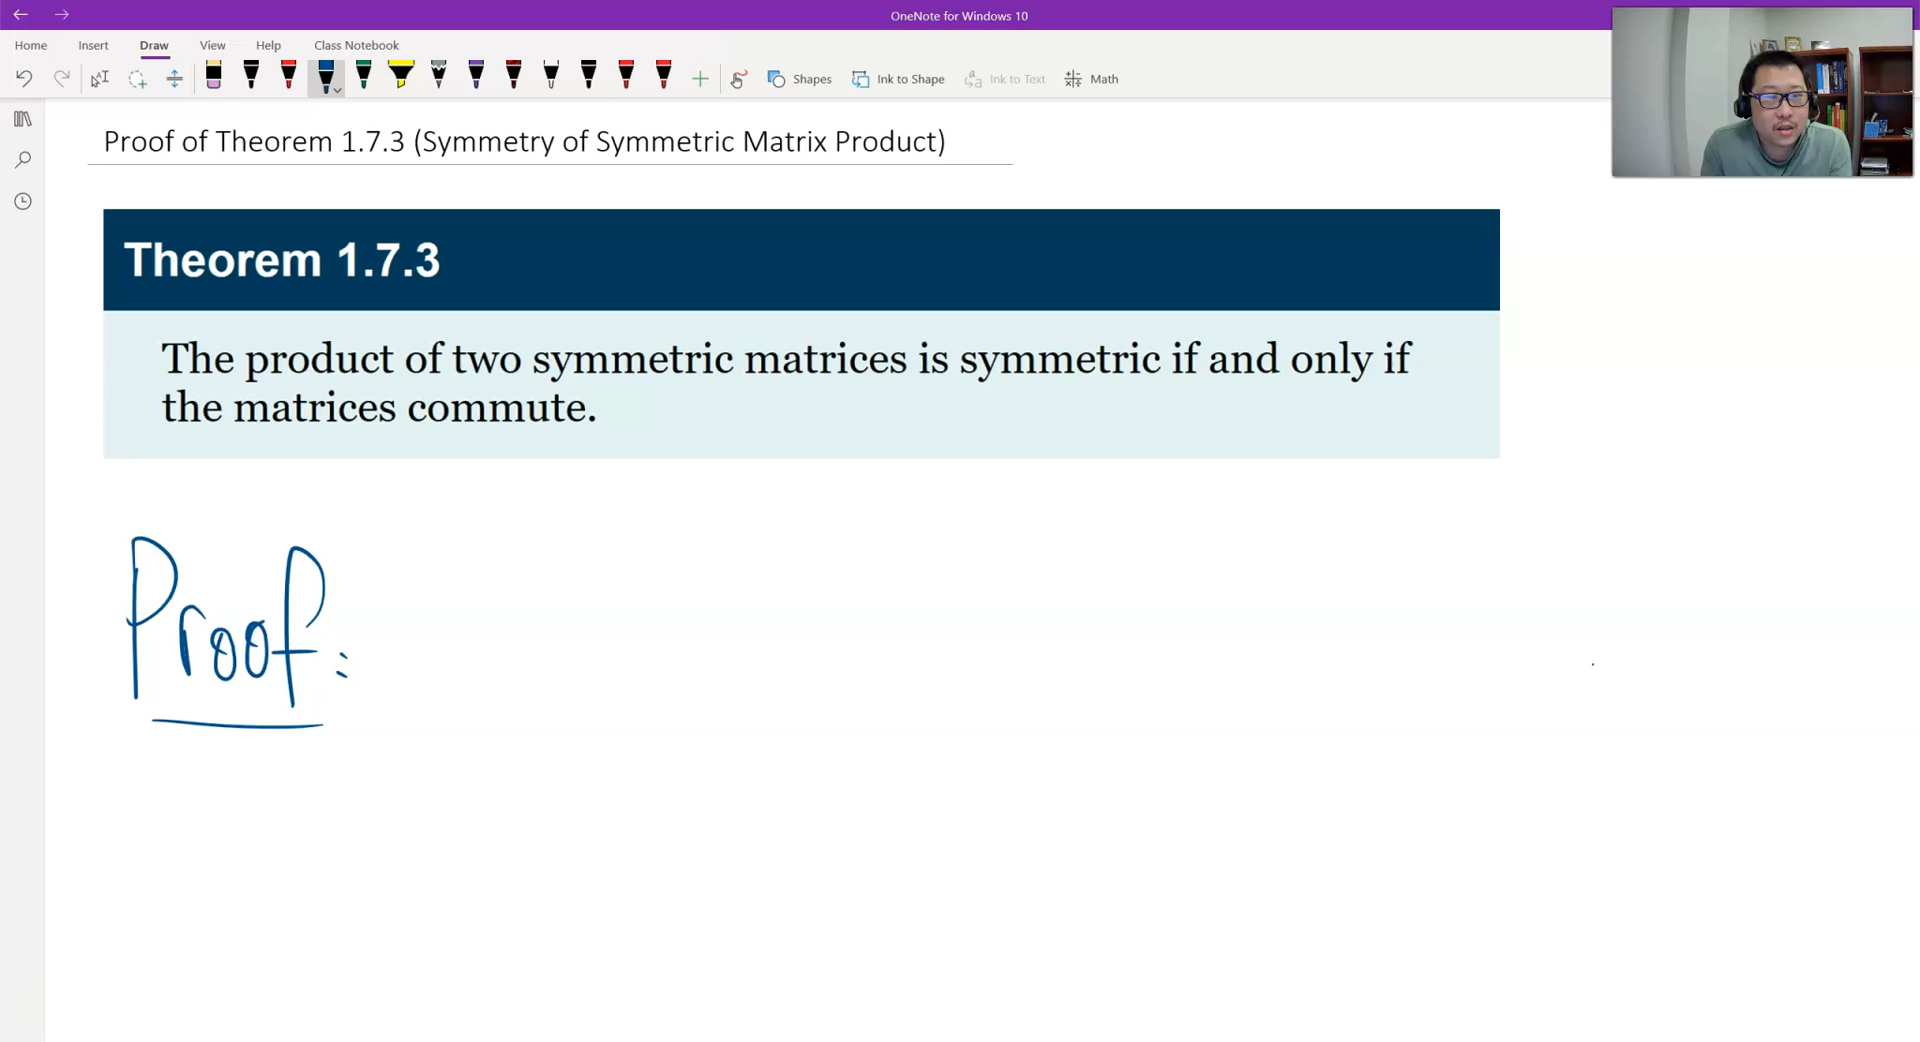 OneNote for Windows 10
Home Insert Draw View Help Class Notebook
Shapes Ink to Shape Ink to Text Math
Proof of Theorem 1.7.3 (Symmetry of Symmetric Matrix Product)
Theorem 1.7.3
The product of two symmetric matrices is symmetric if and only if
the matrices commute.
Proof: